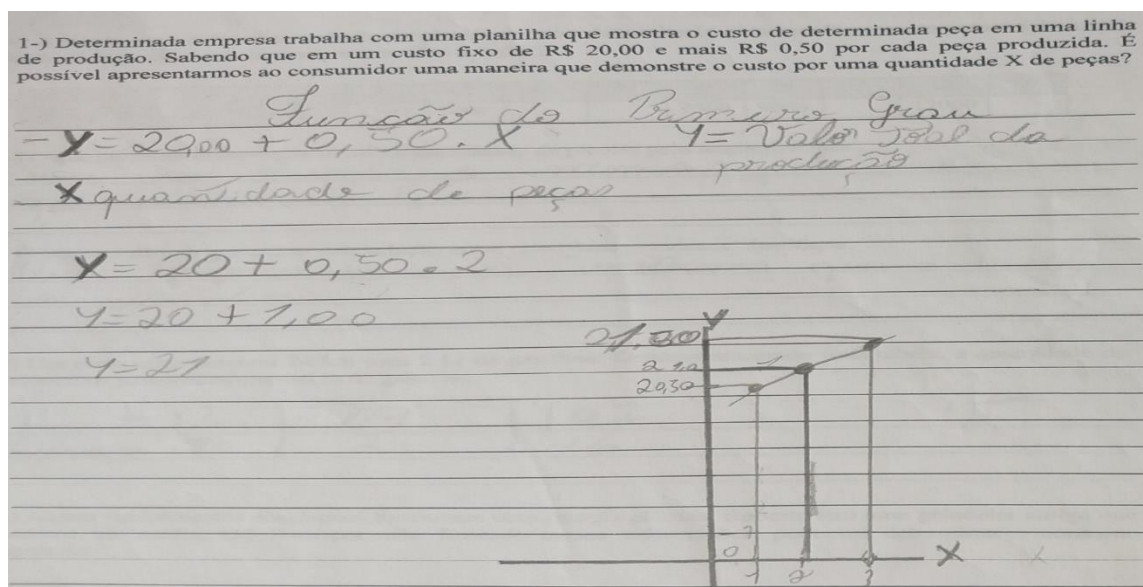 1-) Determinada empresa trabalha com uma planilha que mostra o custo de determinada peça em uma linha
de produção. Sabendo que em um custo fixo de R$ 20,00 e mais R$ 0,50 por cada peça produzida. É
possível apresentarmos ao consumidor uma maneira que demonstre o custo por uma quantidade X de peças?
Função do Primeiro Grau
- Y = 20,00 + 0,50 . X Y = Valor total da
produção
X quantidade de peças
Y = 20 + 0,50 . 2
Y = 20 + 1,00
Y = 21
Y
20,50
0
1 2 3
X